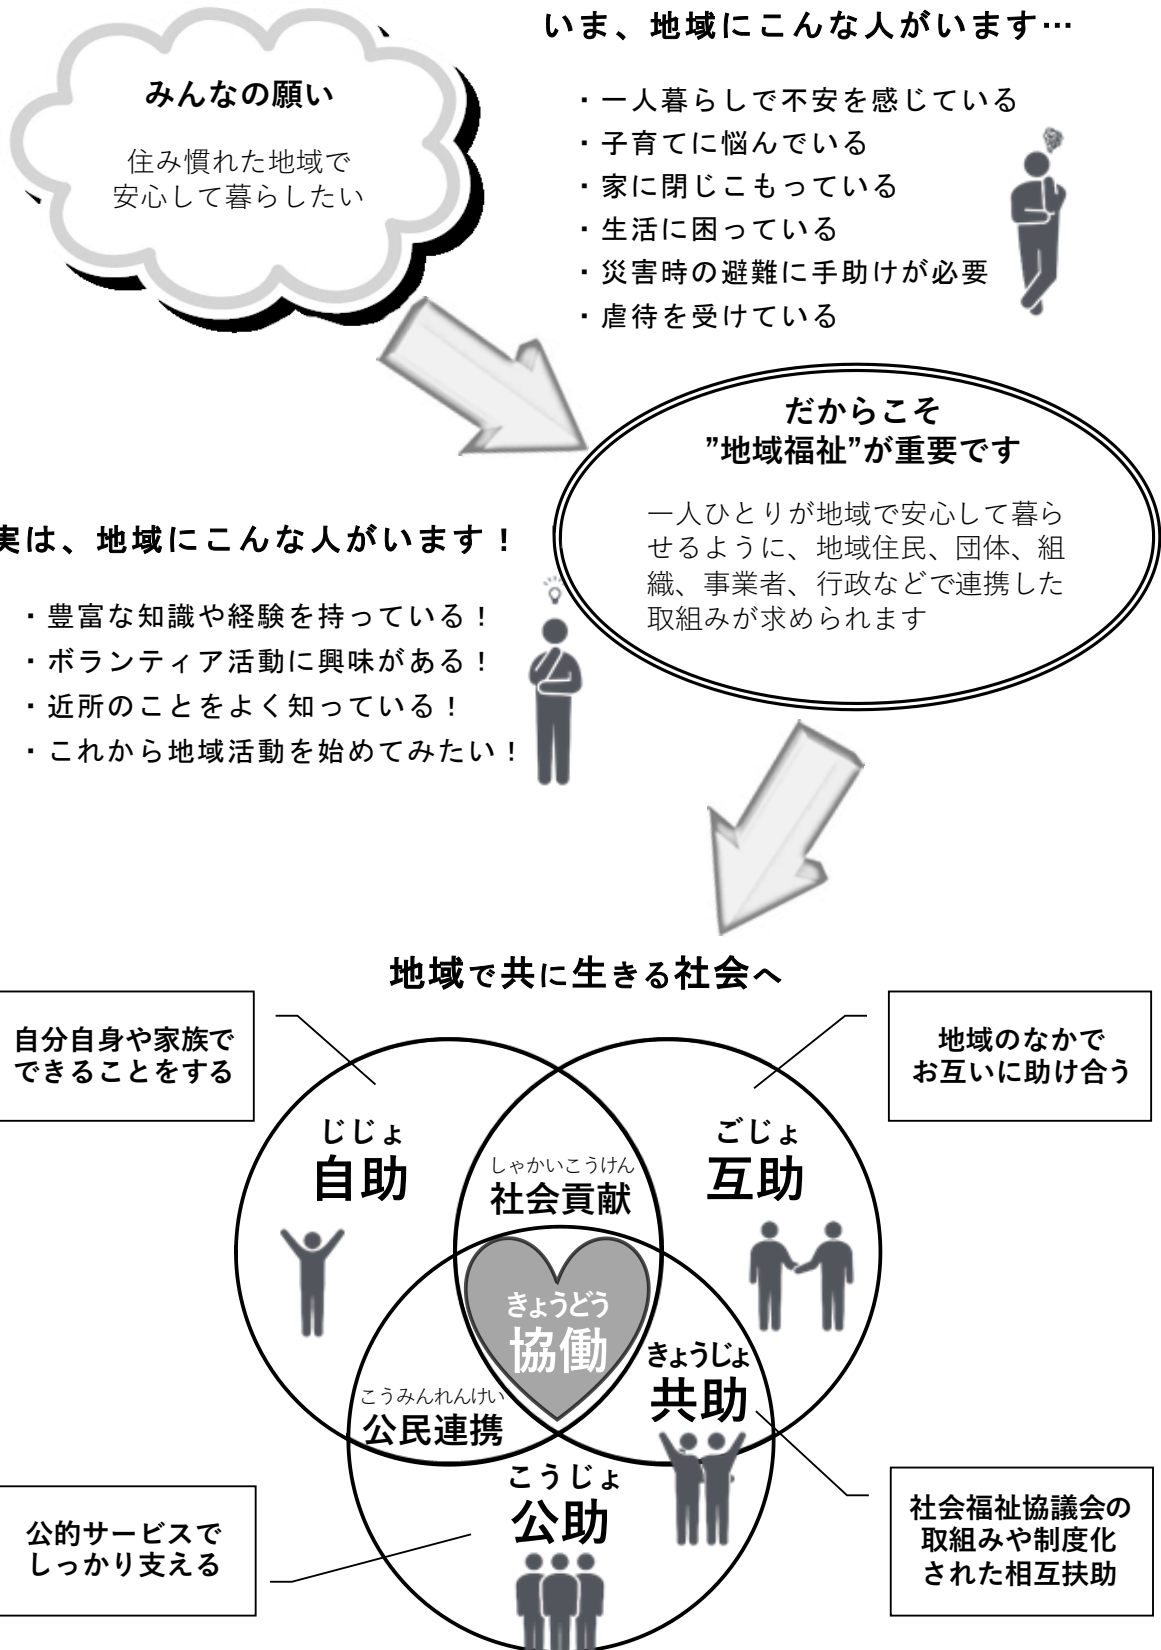 みんなの願い
住み慣れた地域で
安心して暮らしたい
いま、地域にこんな人がいます…
・一人暮らしで不安を感じている
・子育てに悩んでいる
・家に閉じこもっている
・生活に困っている
・災害時の避難に手助けが必要
・虐待を受けている
だからこそ
”地域福祉”が重要です
一人ひとりが地域で安心して暮ら
せるように、地域住民、団体、組
織、事業者、行政などで連携した
取組みが求められます
実は、地域にこんな人がいます！
・豊富な知識や経験を持っている！
・ボランティア活動に興味がある！
・近所のことをよく知っている！
・これから地域活動を始めてみたい！
地域で共に生きる社会へ
自分自身や家族で
できることをする
地域のなかで
お互いに助け合う
じじょ
自助
しゃかいこうけん
社会貢献
ごじょ
互助
きょうどう
協働
きょうじょ
共助
こうみんれんけい
公民連携
こうじょ
公助
公的サービスで
しっかり支える
社会福祉協議会の
取組みや制度化
された相互扶助